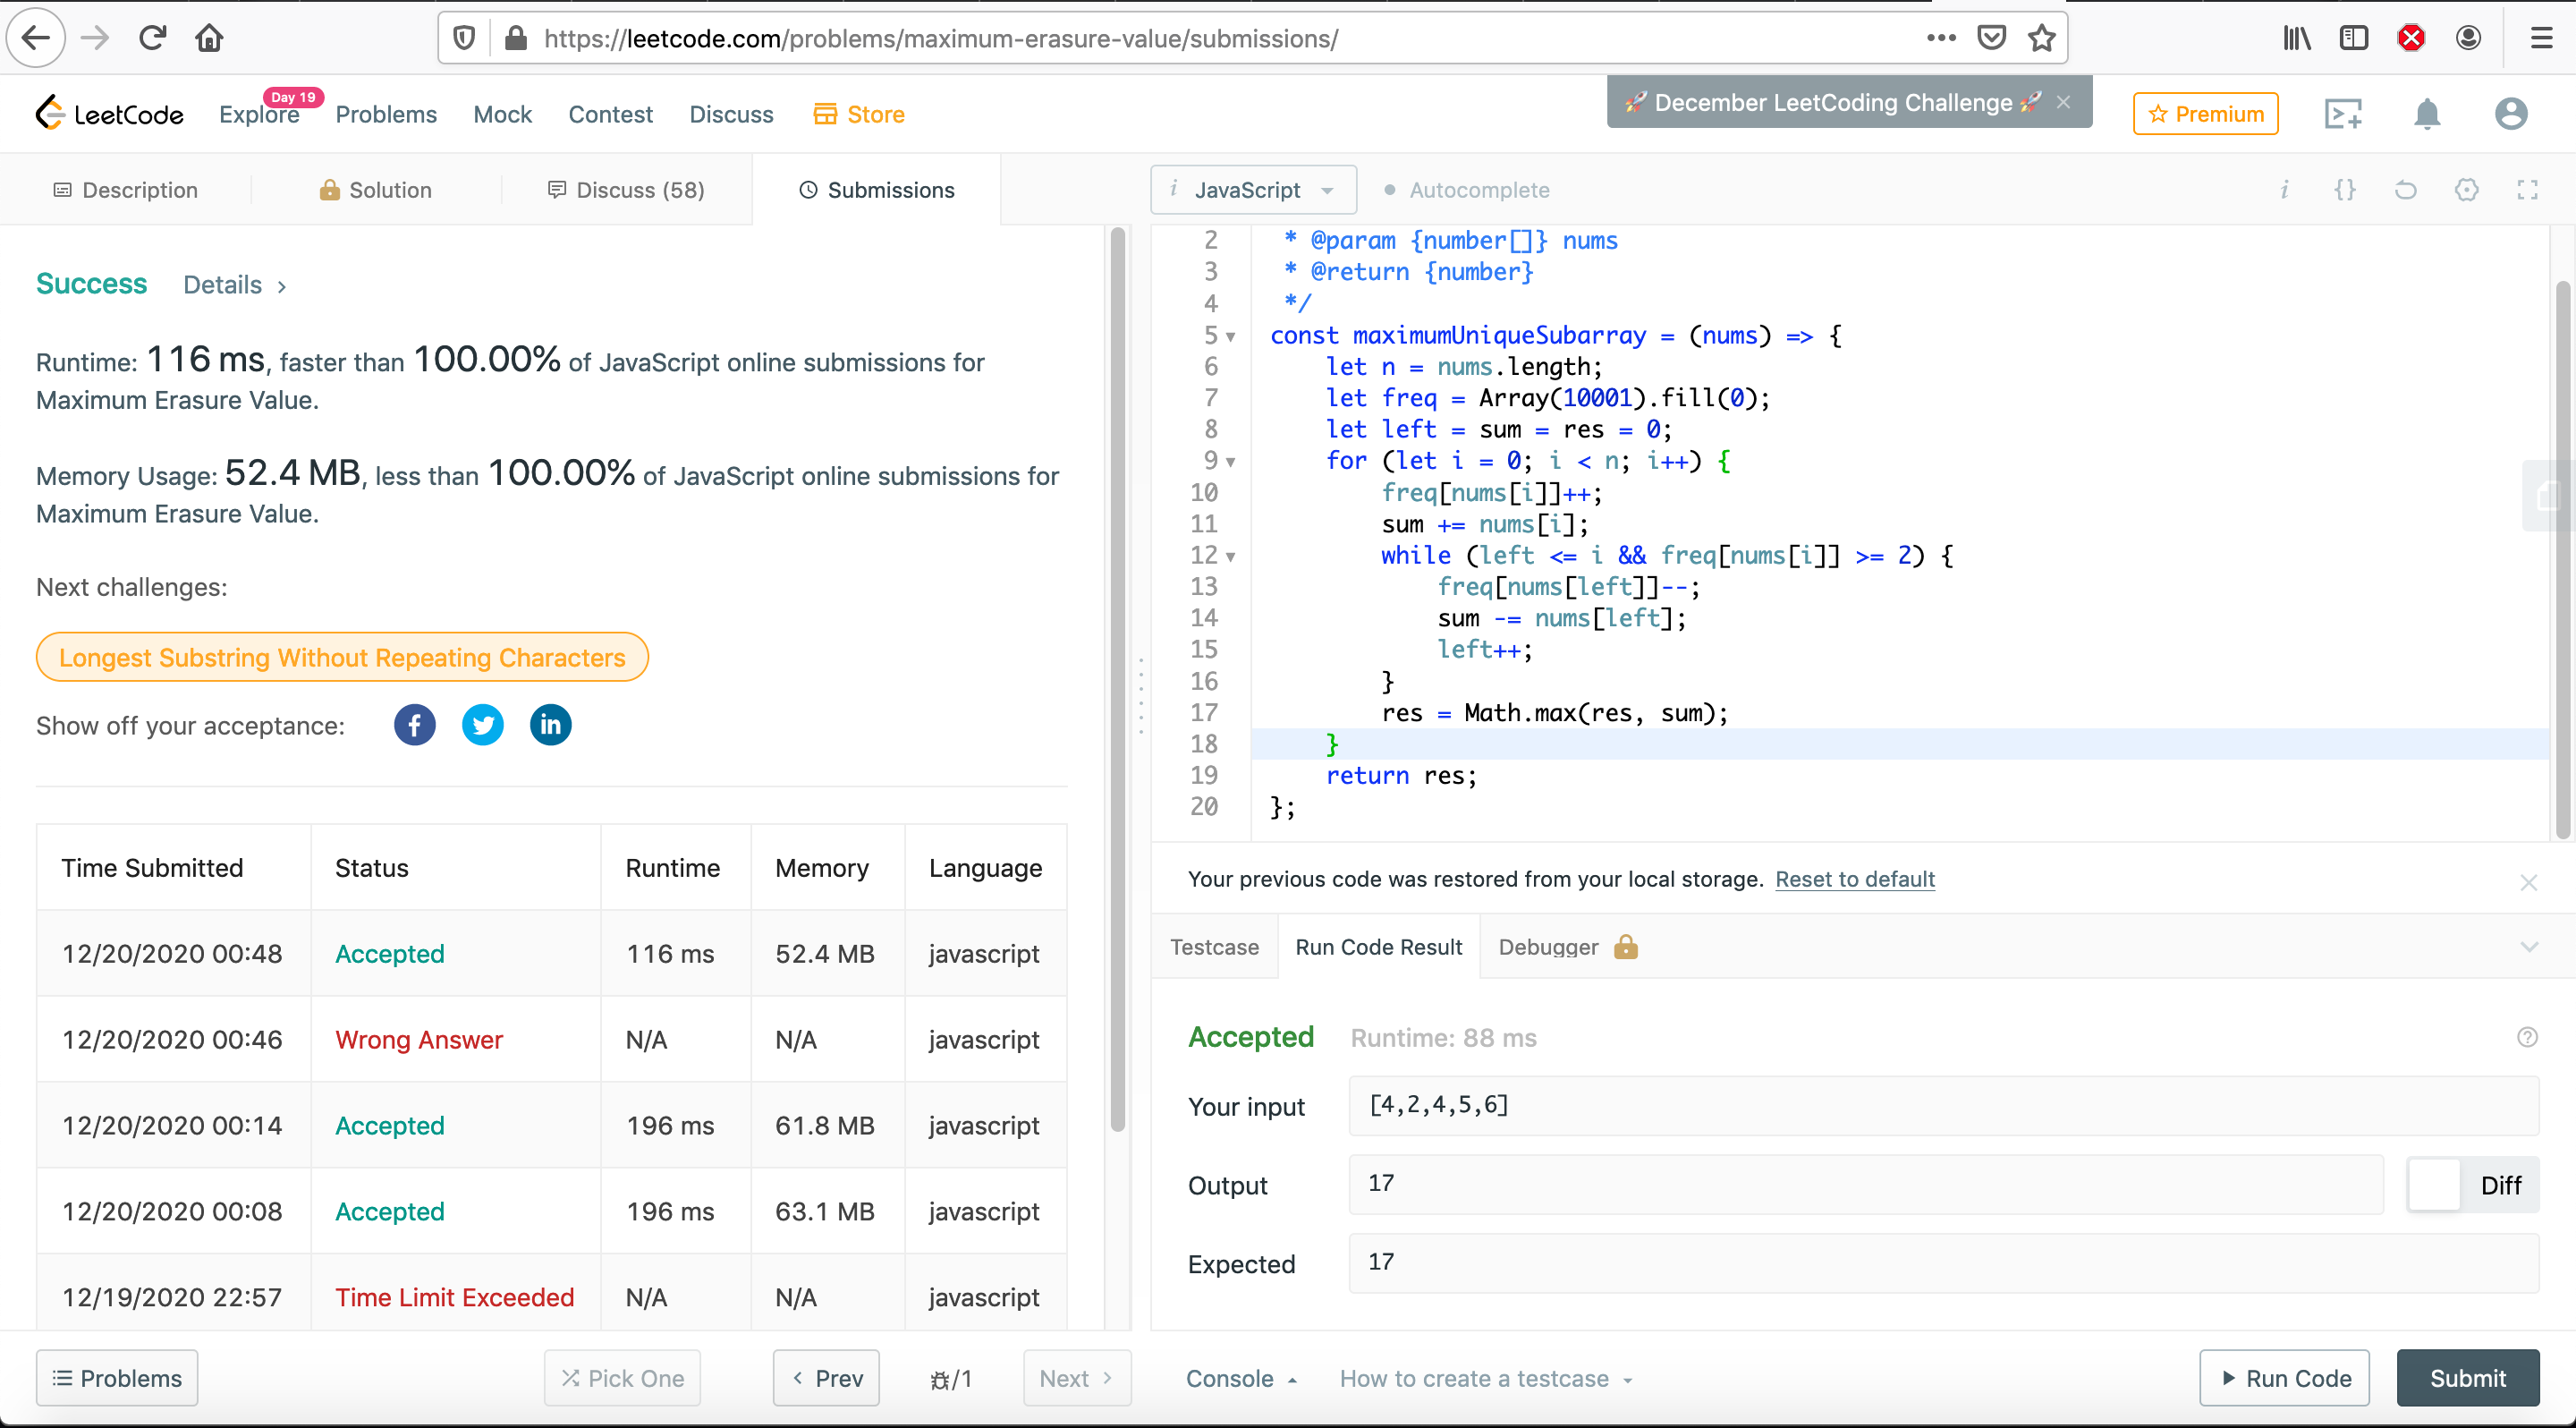 https://leetcode.com/problems/maximum-erasure-value/submissions/
LeetCode
Explore
Day 19
Problems
Mock
Contest
Discuss
Store
🚀 December LeetCoding Challenge 🚀
Premium
Description
Solution
Discuss (58)
Submissions
i JavaScript
Autocomplete
Success
Details >
Runtime: 116 ms, faster than 100.00% of JavaScript online submissions for
Maximum Erasure Value.
Memory Usage: 52.4 MB, less than 100.00% of JavaScript online submissions for
Maximum Erasure Value.
Next challenges:
Longest Substring Without Repeating Characters
Show off your acceptance:
Time Submitted Status Runtime Memory Language
12/20/2020 00:48 Accepted 116 ms 52.4 MB javascript
12/20/2020 00:46 Wrong Answer N/A N/A javascript
12/20/2020 00:14 Accepted 196 ms 61.8 MB javascript
12/20/2020 00:08 Accepted 196 ms 63.1 MB javascript
12/19/2020 22:57 Time Limit Exceeded N/A N/A javascript
Problems
Pick One
< Prev
/1
Next >
2 * @param {number[]} nums
3 * @return {number}
4 */
5 const maximumUniqueSubarray = (nums) => {
6 let n = nums.length;
7 let freq = Array(10001).fill(0);
8 let left = sum = res = 0;
9 for (let i = 0; i < n; i++) {
10 freq[nums[i]]++;
11 sum += nums[i];
12 while (left <= i && freq[nums[i]] >= 2) {
13 freq[nums[left]]--;
14 sum -= nums[left];
15 left++;
16 }
17 res = Math.max(res, sum);
18 }
19 return res;
20 };
Your previous code was restored from your local storage. Reset to default
Testcase
Run Code Result
Debugger
Accepted
Runtime: 88 ms
Your input
[4,2,4,5,6]
Output
17
Diff
Expected
17
Console
How to create a testcase
Run Code
Submit